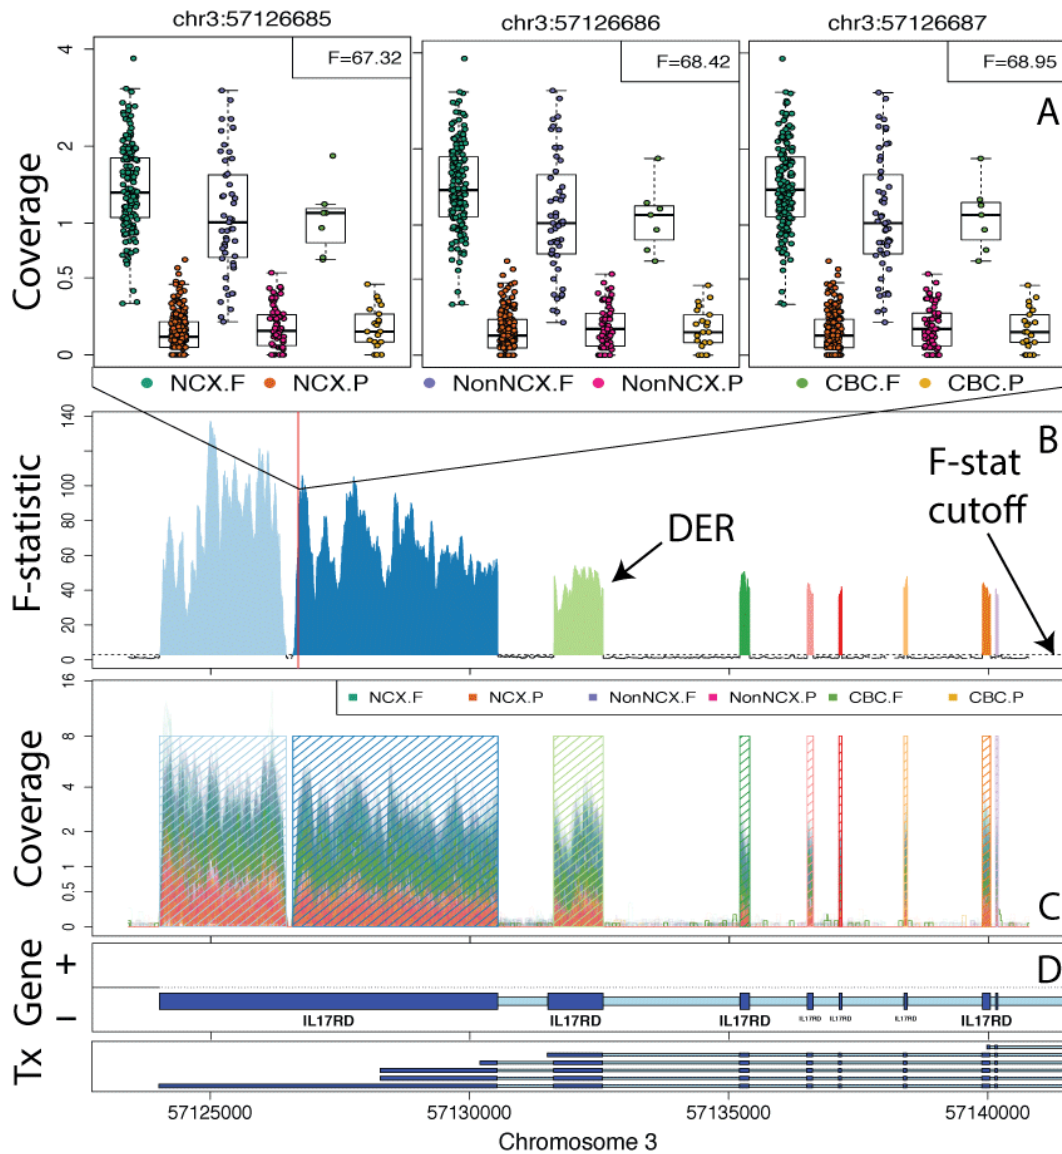 chr3:57126685
chr3:57126686
chr3:57126687
F=67.32
F=68.42
F=68.95
A
Coverage
4
2
1
0.5
0
NCX.F
NCX.P
NonNCX.F
NonNCX.P
CBC.F
CBC.P
B
F-statistic
140
100
80
60
40
20
0
DER
F-stat
cutoff
NCX.F
NCX.P
NonNCX.F
NonNCX.P
CBC.F
CBC.P
Coverage
16
8
4
2
1
0.5
0
C
Gene
+
–
D
IL17RD
IL17RD
IL17RD
IL17RD
IL17RD
IL17RD
IL17RD
Tx
57125000
57130000
57135000
57140000
Chromosome 3